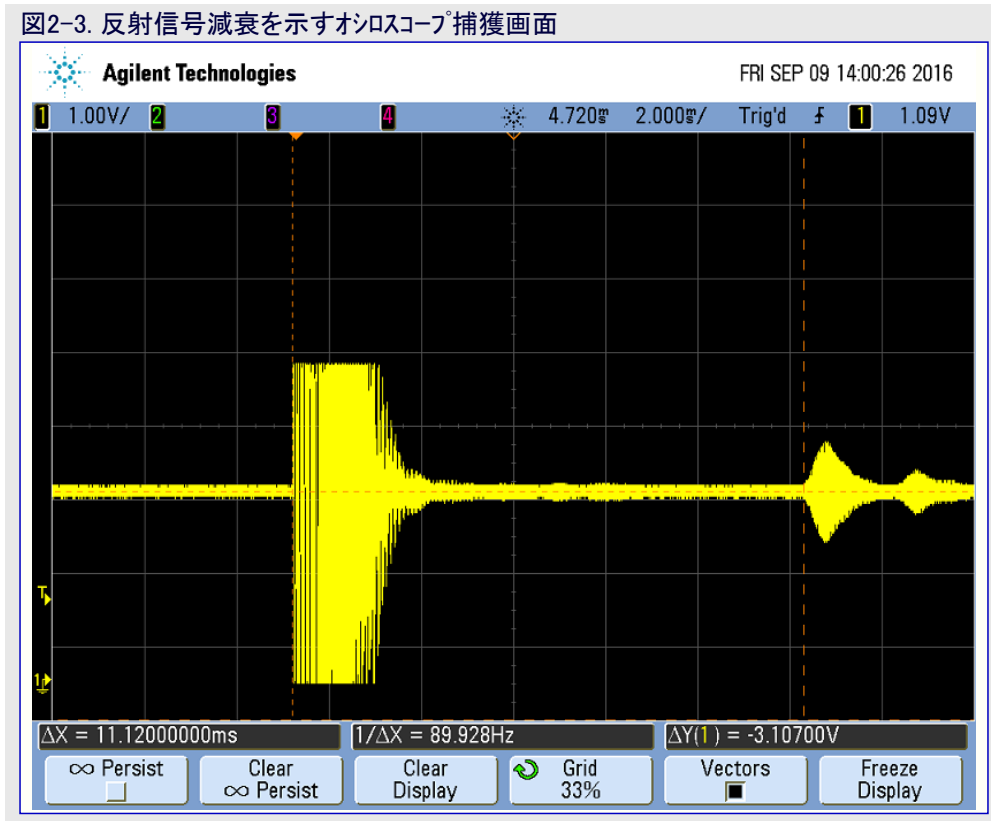 図2-3. 反射信号減衰を示すオシロスコープ捕獲画面
Agilent Technologies FRI SEP 09 14:00:26 2016
1 1.00V/ 2 3 4 4.720ms 2.000ms/ Trig'd 1 1.09V
T
1
ΔX = 11.12000000ms 1/ΔX = 89.928Hz ΔY(1) = -3.10700V
∞ Persist
Clear
∞ Persist
Clear
Display
Grid
33%
Vectors
Freeze
Display